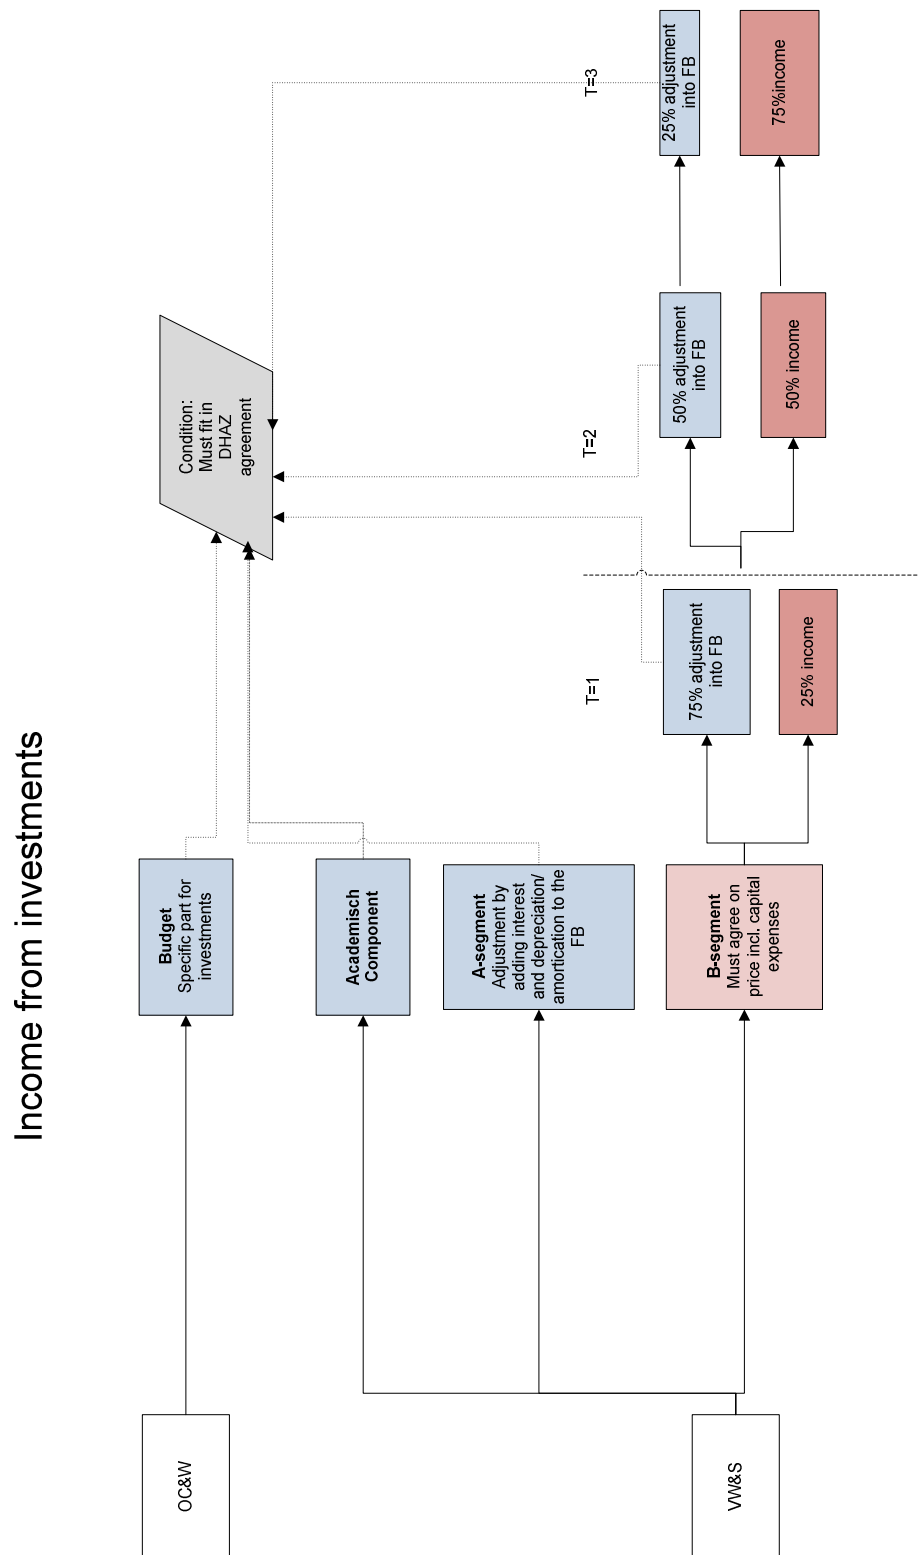 Income from investments
OC&W
Budget
Specific part for
investments
Condition:
Must fit in
DHAZ
agreement
Academisch
Component
A-segment
Adjustment by
adding interest
and depreciation/
amortication to the
FB
VW&S
B-segment
Must agree on
price incl. capital
expenses
T=1
T=2
T=3
75% adjustment
into FB
50% adjustment
into FB
25% adjustment
into FB
25% income
50% income
75%income